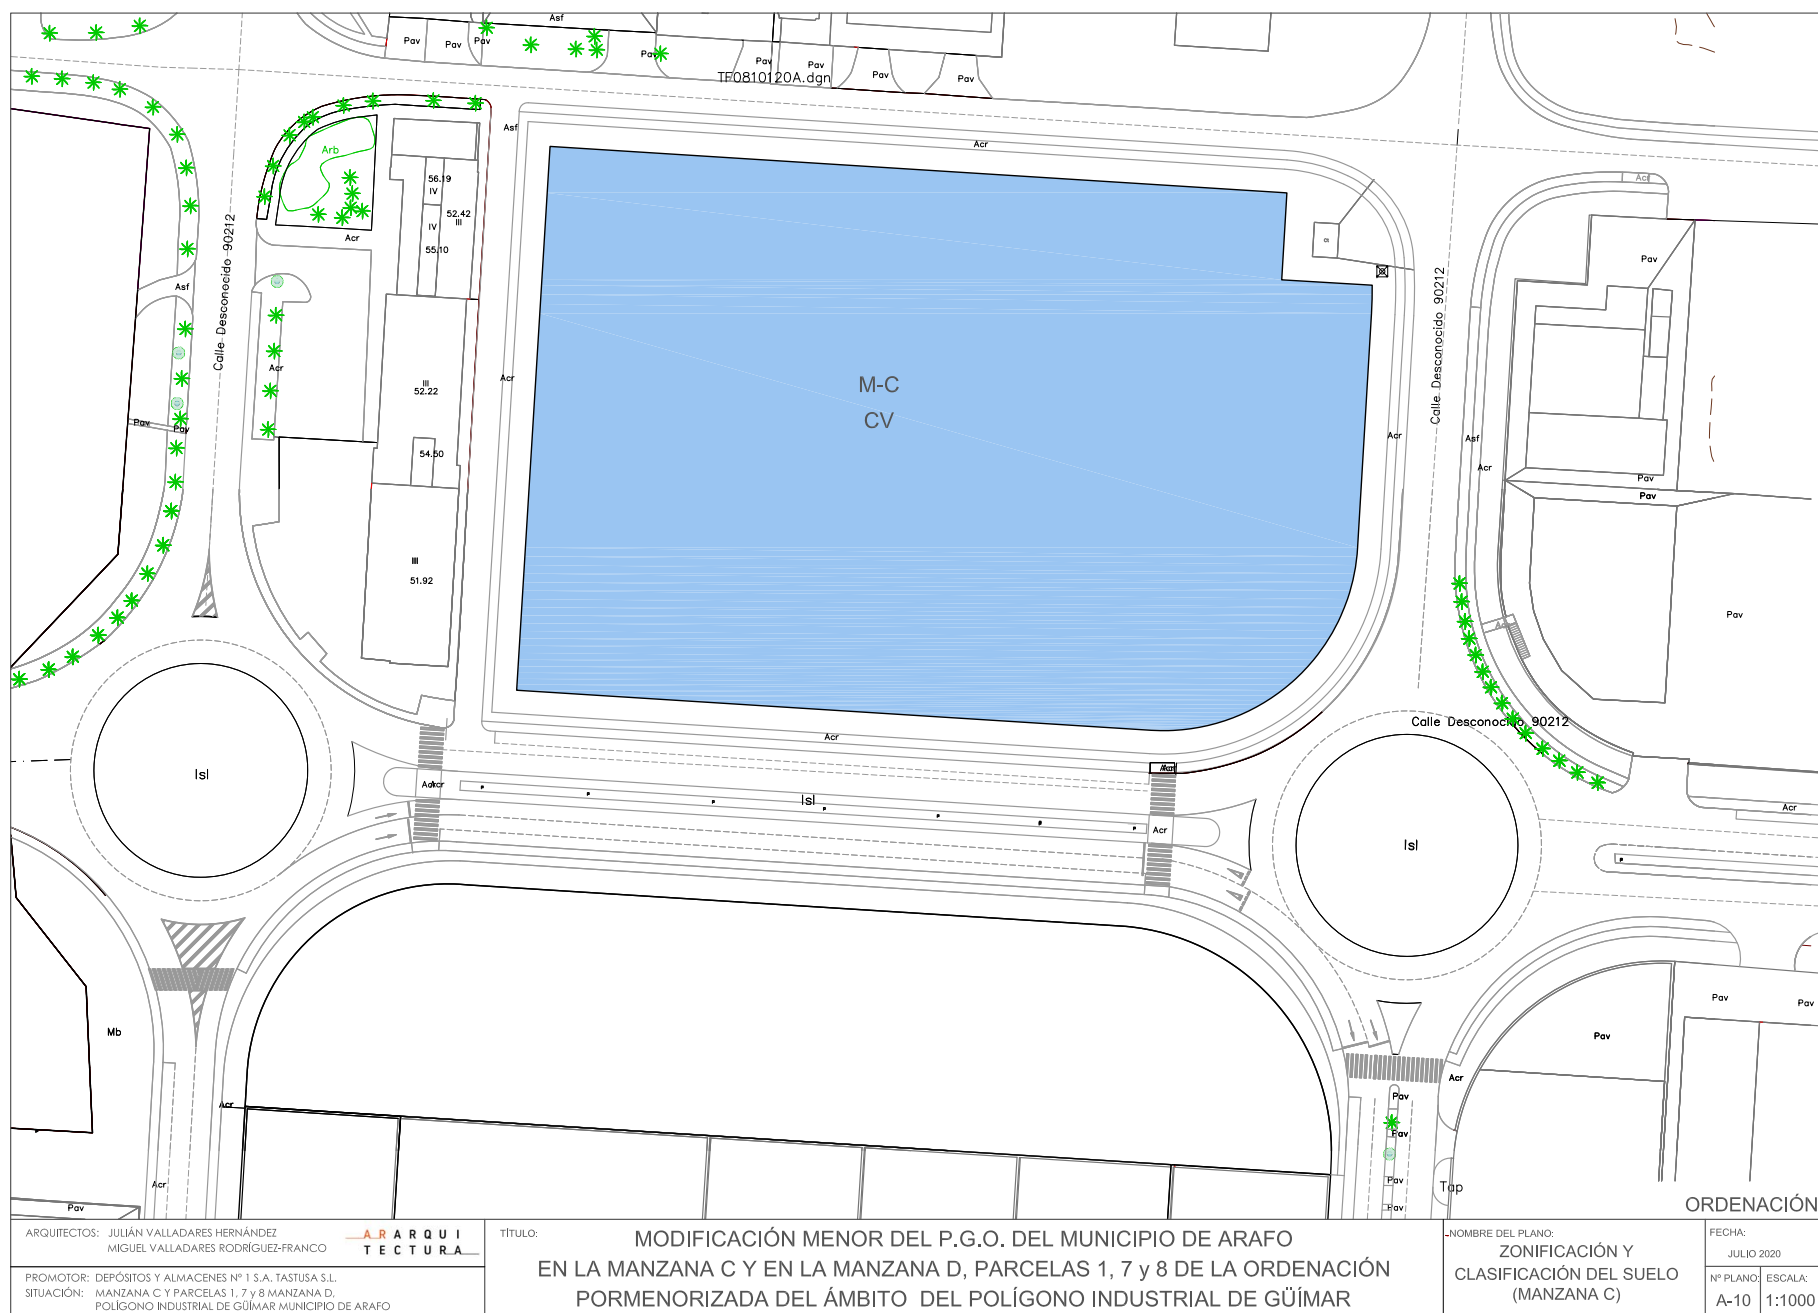 Asf
Pav
Pav
Pav
Pav
Pav
Pav
Pav
Pav
TF0810120A.dgn
Asf
Acr
Arb
56.19
IV
52.42
III
IV
55.10
Acr
Calle Desconocido 90212
Asf
Acr
III
52.22
54.50
III
51.92
Pav
Pav
Acr
M-C
CV
Acr
Calle Desconocido 90212
Asf
Acr
Acr
Pav
Pav
Pav
Pav
Calle Desconocido 90212
Acr
Isl
Acr
Isl
Acr
Isl
Acr
Mb
Acr
Acr
Pav
Pav
Pav
Pav
Acr
Pav
Pav
Pav
Pav
Tap
ORDENACIÓN
ARQUITECTOS: JULIÁN VALLADARES HERNÁNDEZ
MIGUEL VALLADARES RODRÍGUEZ-FRANCO
ARARQUI
TECTURA
PROMOTOR: DEPÓSITOS Y ALMACENES Nº 1 S.A. TASTUSA S.L.
SITUACIÓN: MANZANA C Y PARCELAS 1, 7 y 8 MANZANA D.
POLÍGONO INDUSTRIAL DE GÜÍMAR MUNICIPIO DE ARAFO
TÍTULO:
MODIFICACIÓN MENOR DEL P.G.O. DEL MUNICIPIO DE ARAFO
EN LA MANZANA C Y EN LA MANZANA D, PARCELAS 1, 7 y 8 DE LA ORDENACIÓN
PORMENORIZADA DEL ÁMBITO DEL POLÍGONO INDUSTRIAL DE GÜÍMAR
NOMBRE DEL PLANO:
ZONIFICACIÓN Y
CLASIFICACIÓN DEL SUELO
(MANZANA C)
FECHA:
JULIO 2020
Nº PLANO:
A-10
ESCALA:
1:1000